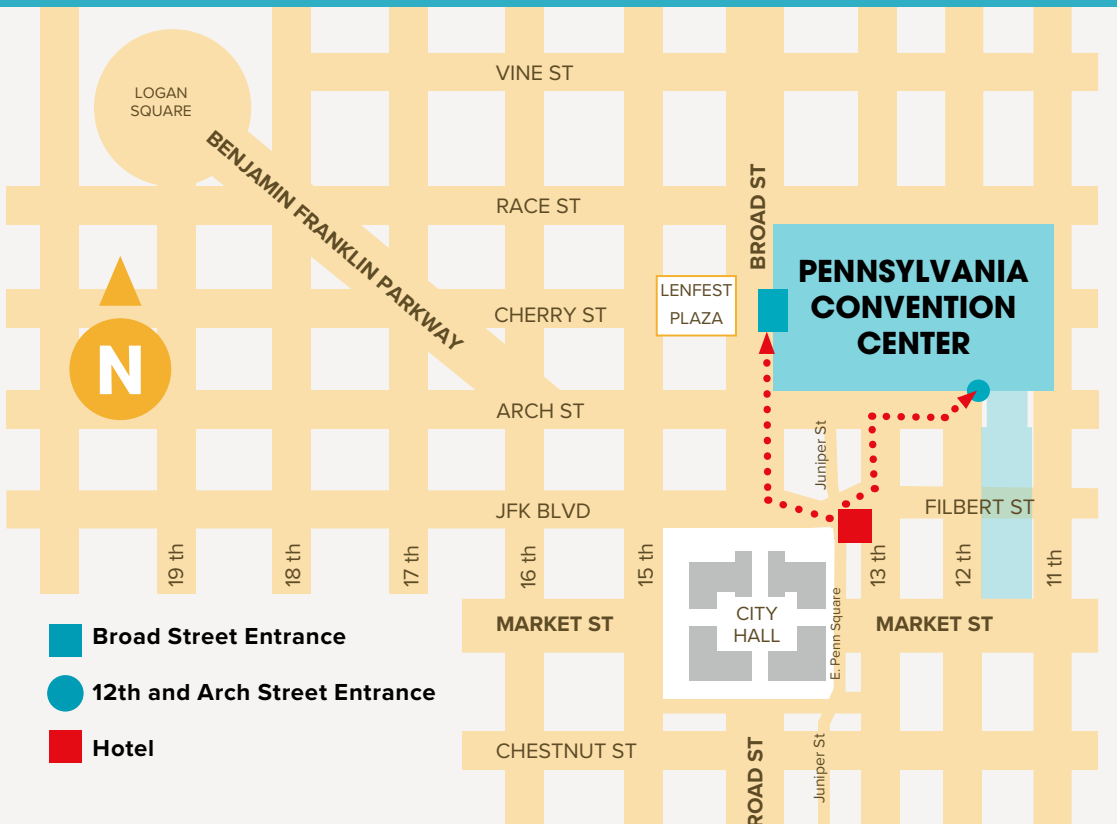 VINE ST
LOGAN
SQUARE
BENJAMIN FRANKLIN PARKWAY
RACE ST
BROAD ST
PENNSYLVANIA
CONVENTION
CENTER
LENFEST
PLAZA
CHERRY ST
N
ARCH ST
Juniper St
JFK BLVD
FILBERT ST
19 th
18 th
17 th
16 th
15 th
13 th
12 th
11 th
CITY
HALL
E. Penn Square
MARKET ST
MARKET ST
Broad Street Entrance
12th and Arch Street Entrance
Hotel
CHESTNUT ST
ROAD ST
Juniper St